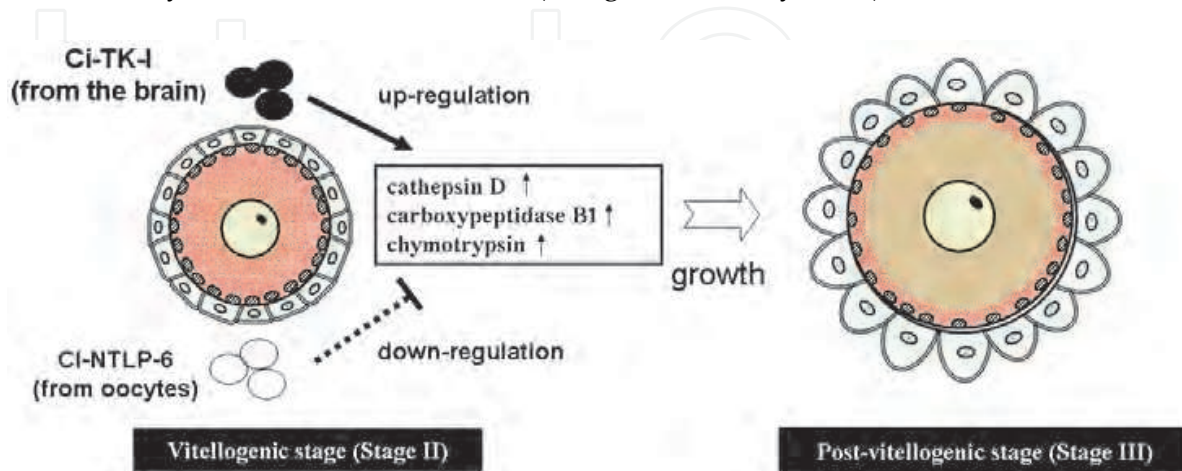 Ci-TK-I
(from the brain)
up-regulation
cathepsin D ↑
carboxypeptidase B1 ↑
chymotrypsin ↑
growth
CI-NTLP-6
(from oocytes)
down-regulation
Vitellogenic stage (Stage II)
Post-vitellogenic stage (Stage III)